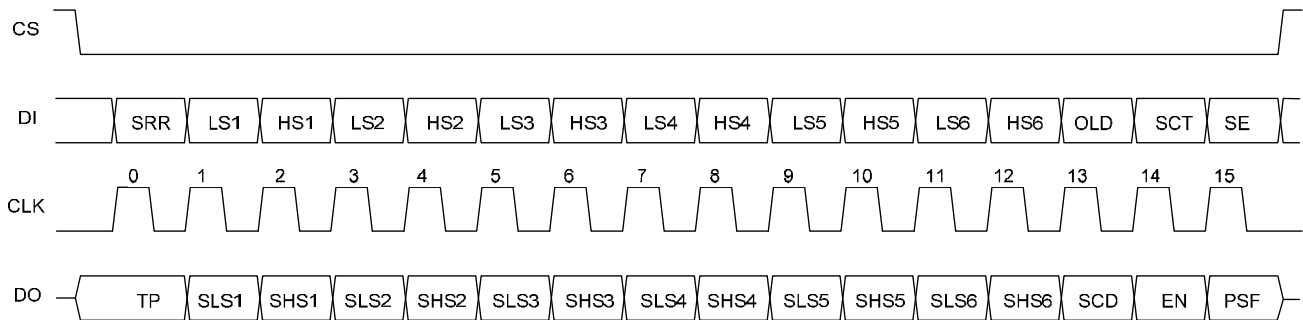 CS
DI SRR LS1 HS1 LS2 HS2 LS3 HS3 LS4 HS4 LS5 HS5 LS6 HS6 OLD SCT SE
0 1 2 3 4 5 6 7 8 9 10 11 12 13 14 15
CLK
DO TP SLS1 SHS1 SLS2 SHS2 SLS3 SHS3 SLS4 SHS4 SLS5 SHS5 SLS6 SHS6 SCD EN PSF